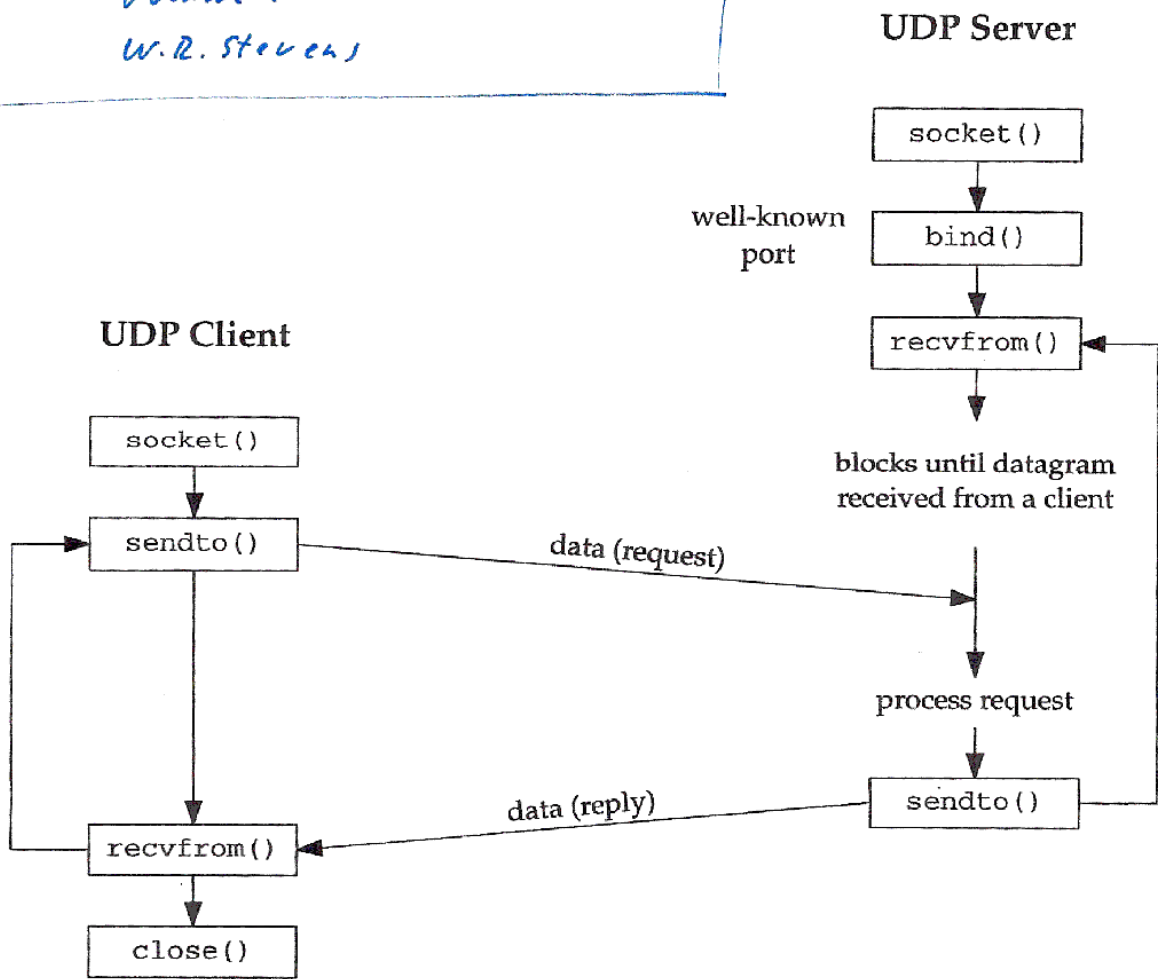 W.R. Stevens
UDP Server
socket()
well-known
port
bind()
recvfrom()
blocks until datagram
received from a client
UDP Client
socket()
sendto()
data (request)
process request
sendto()
data (reply)
recvfrom()
close()